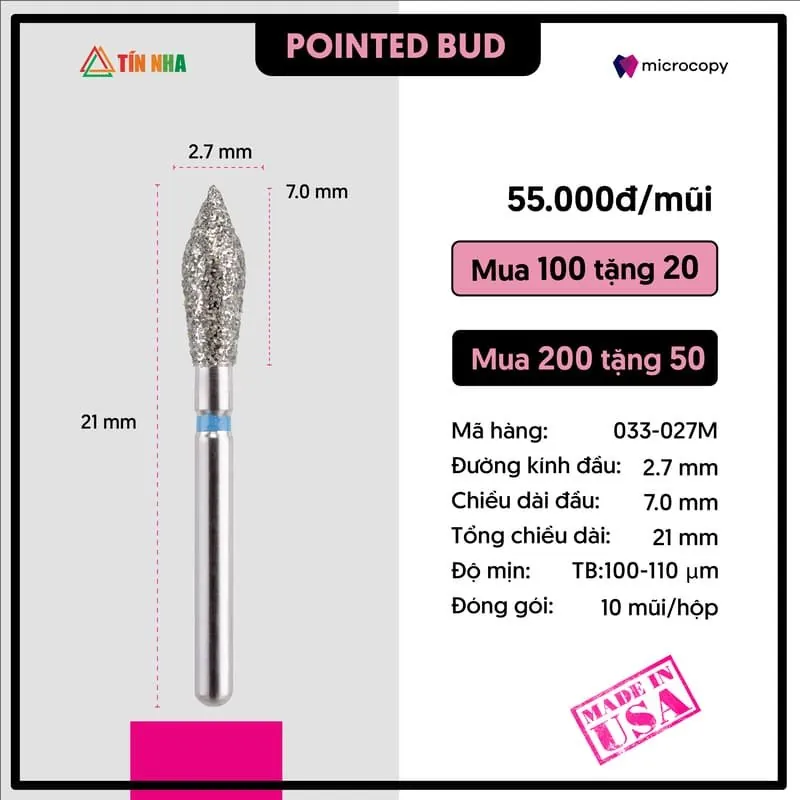 POINTED BUD
TÍN NHA
microcopy
2.7 mm
7.0 mm
21 mm
55.000đ/mũi
Mua 100 tặng 20
Mua 200 tặng 50
Mã hàng: 033-027M
Đường kính đầu: 2.7 mm
Chiều dài đầu: 7.0 mm
Tổng chiều dài: 21 mm
Độ mịn: TB:100-110 µm
Đóng gói: 10 mũi/hộp
MADE IN
USA